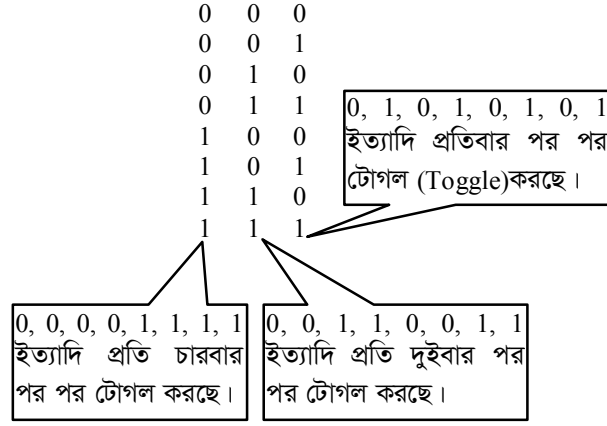 0 0 0
0 0 1
0 1 0
0 1 1
1 0 0
1 0 1
1 1 0
1 1 1
0, 1, 0, 1, 0, 1, 0, 1
ইত্যাদি প্রতিবার পর পর
টোগল (Toggle)করছে।
0, 0, 0, 0, 1, 1, 1, 1
ইত্যাদি প্রতি চারবার
পর পর টোগল করছে।
0, 0, 1, 1, 0, 0, 1, 1
ইত্যাদি প্রতি দুইবার পর
পর টোগল করছে।